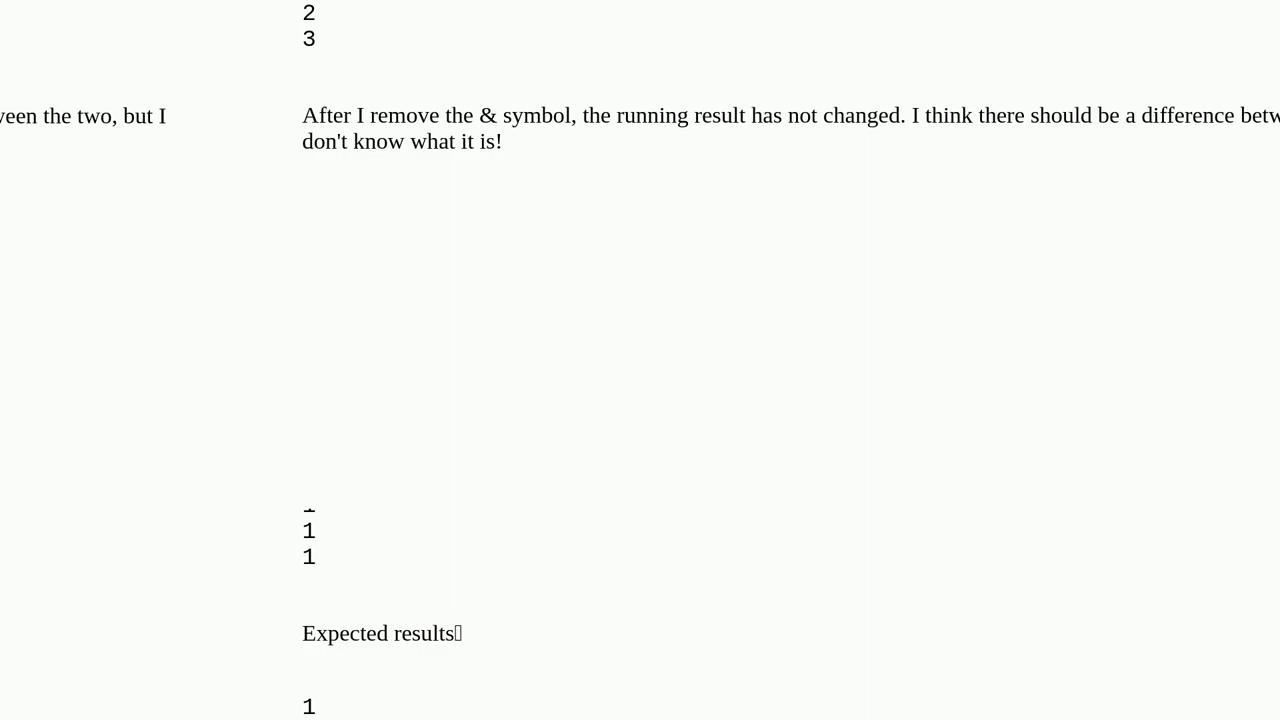 2
3
After I remove the & symbol, the running result has not changed. I think there should be a difference betw
veen the two, but I
don't know what it is!
1
1
Expected results
1